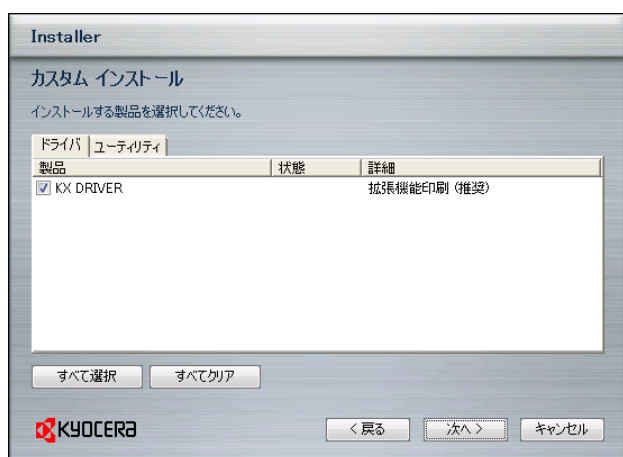 Installer
カスタム インストール
インストールする製品を選択してください。
ドライバ ユーティリティ
製品 状態 詳細
KX DRIVER 拡張機能印刷 (推奨)
すべて選択 すべてクリア
KYOCERA < 戻る 次へ > キャンセル